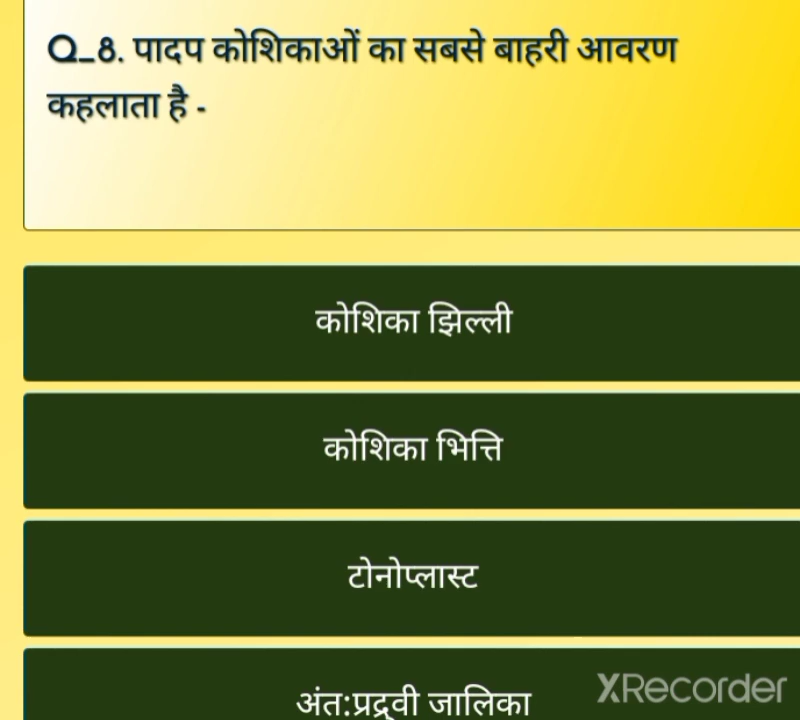 Q_8. पादप कोशिकाओं का सबसे बाहरी आवरण
कहलाता है -
कोशिका झिल्ली
कोशिका भित्ति
टोनोप्लास्ट
अंत:प्रद्रवी जालिका
XRecorder